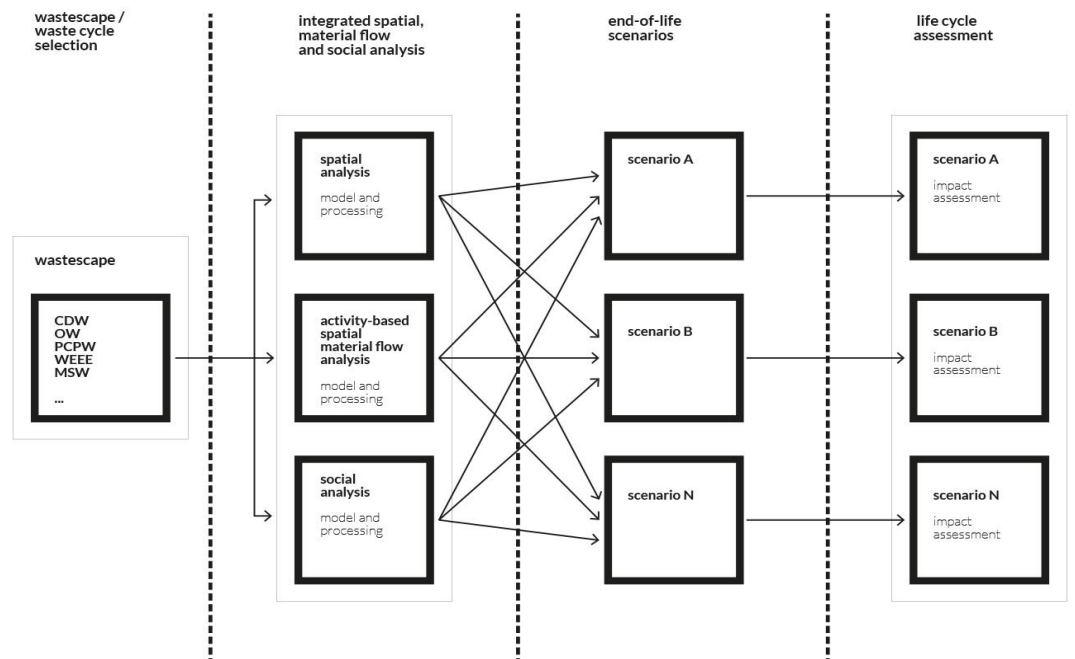 wastescape /
waste cycle
selection
integrated spatial,
material flow
and social analysis
end-of-life
scenarios
life cycle
assessment
wastescape
CDW
OW
PCPW
WEEE
MSW
...
spatial
analysis
model and
processing
activity-based
spatial
material flow
analysis
model and
processing
social
analysis
model and
processing
scenario A
scenario B
scenario N
scenario A
impact
assessment
scenario B
impact
assessment
scenario N
impact
assessment